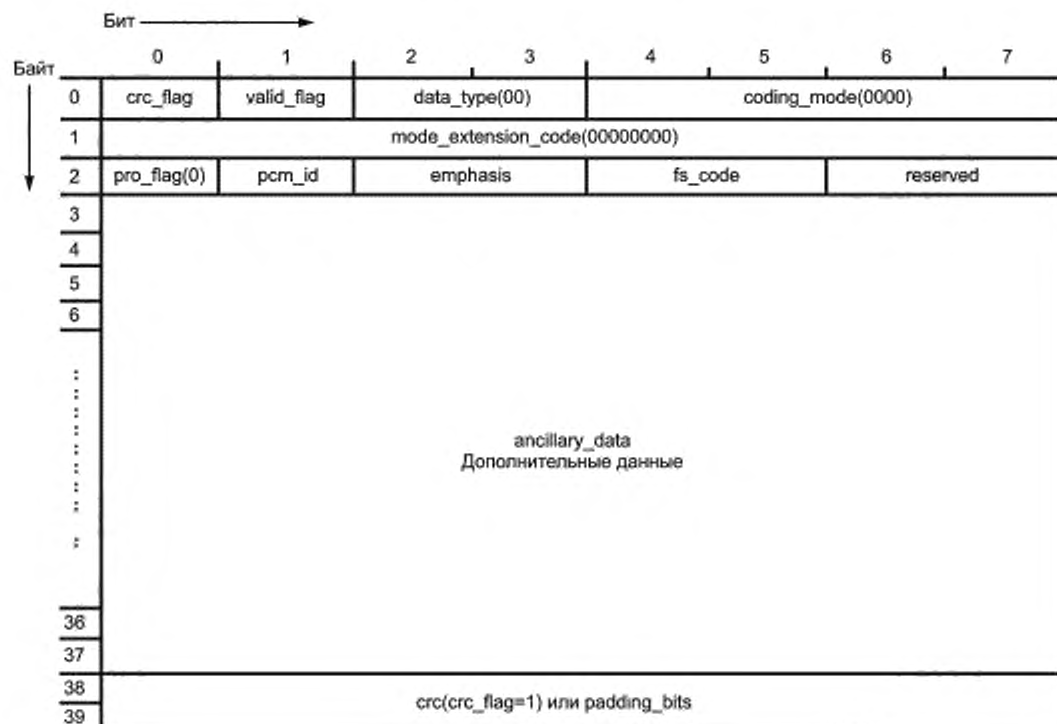 Бит
0 1 2 3 4 5 6 7
Байт
0 crc_flag valid_flag data_type(00) coding_mode(0000)
1 mode_extension_code(00000000)
2 pro_flag(0) pcm_id emphasis fs_code reserved
3
4
5
6
ancillary_data
Дополнительные данные
36
37
38
crc(crc_flag=1) или padding_bits
39